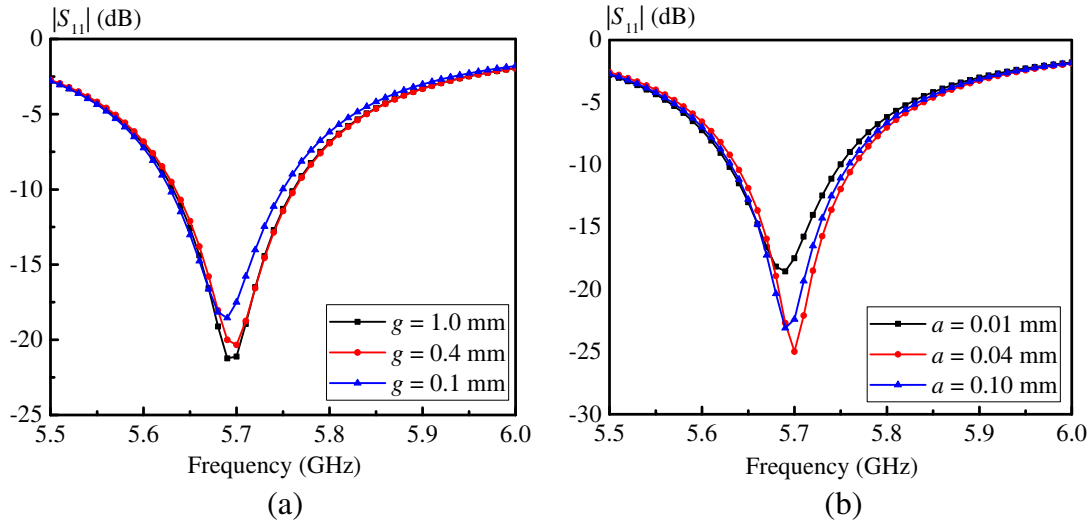 |S11| (dB)
0
-5
-10
-15
-20
-25
5.5 5.6 5.7 5.8 5.9 6.0
Frequency (GHz)
g = 1.0 mm
g = 0.4 mm
g = 0.1 mm
(a)
|S11| (dB)
0
-5
-10
-15
-20
-25
-30
5.5 5.6 5.7 5.8 5.9 6.0
Frequency (GHz)
a = 0.01 mm
a = 0.04 mm
a = 0.10 mm
(b)